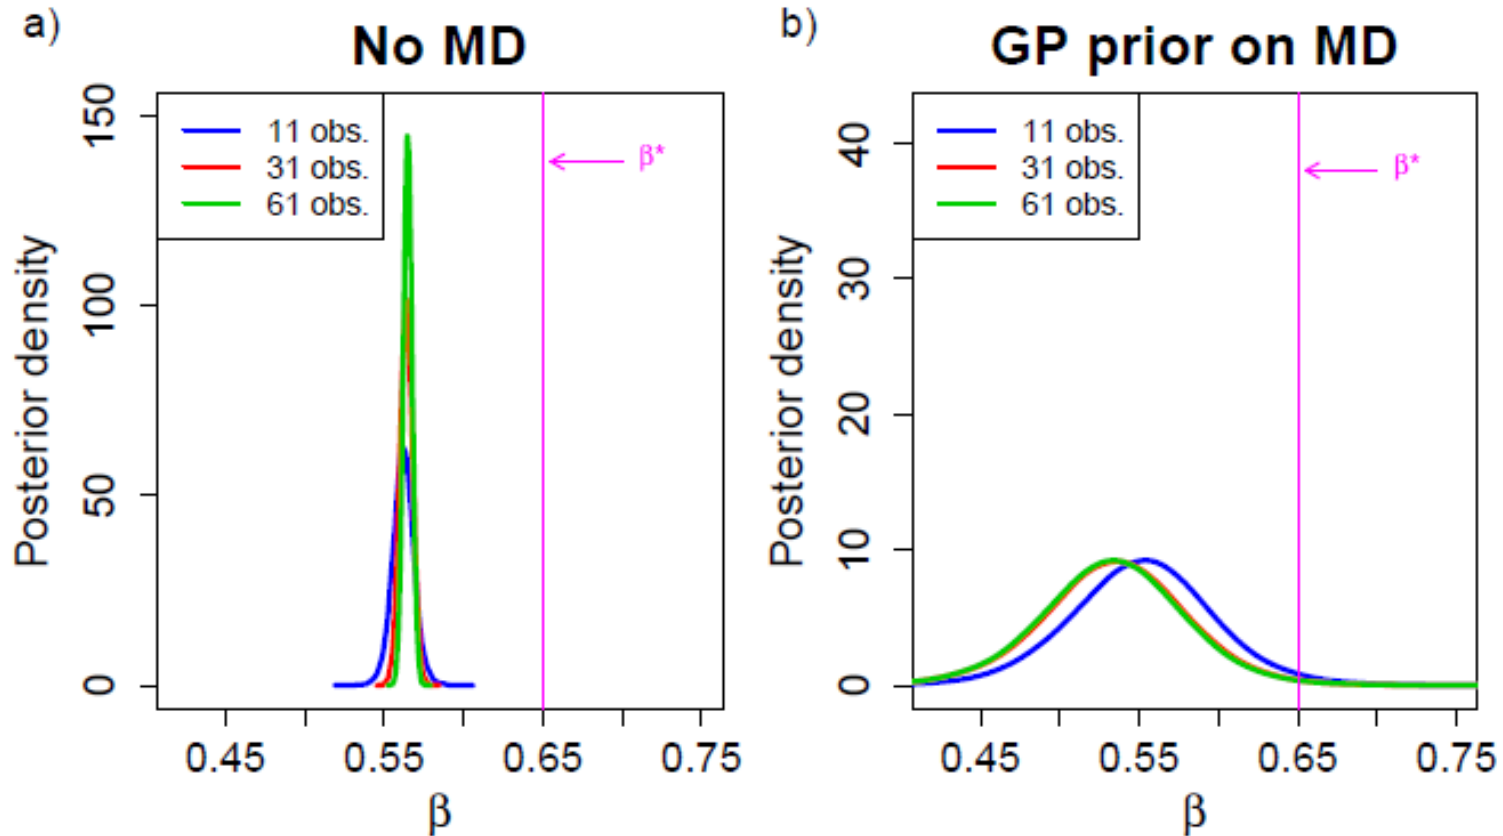 a)
No MD
150
100
50
0
Posterior density
11 obs.
31 obs.
61 obs.
β*
0.45
0.55
0.65
0.75
β
b)
GP prior on MD
40
30
20
10
0
Posterior density
11 obs.
31 obs.
61 obs.
β*
0.45
0.55
0.65
0.75
β